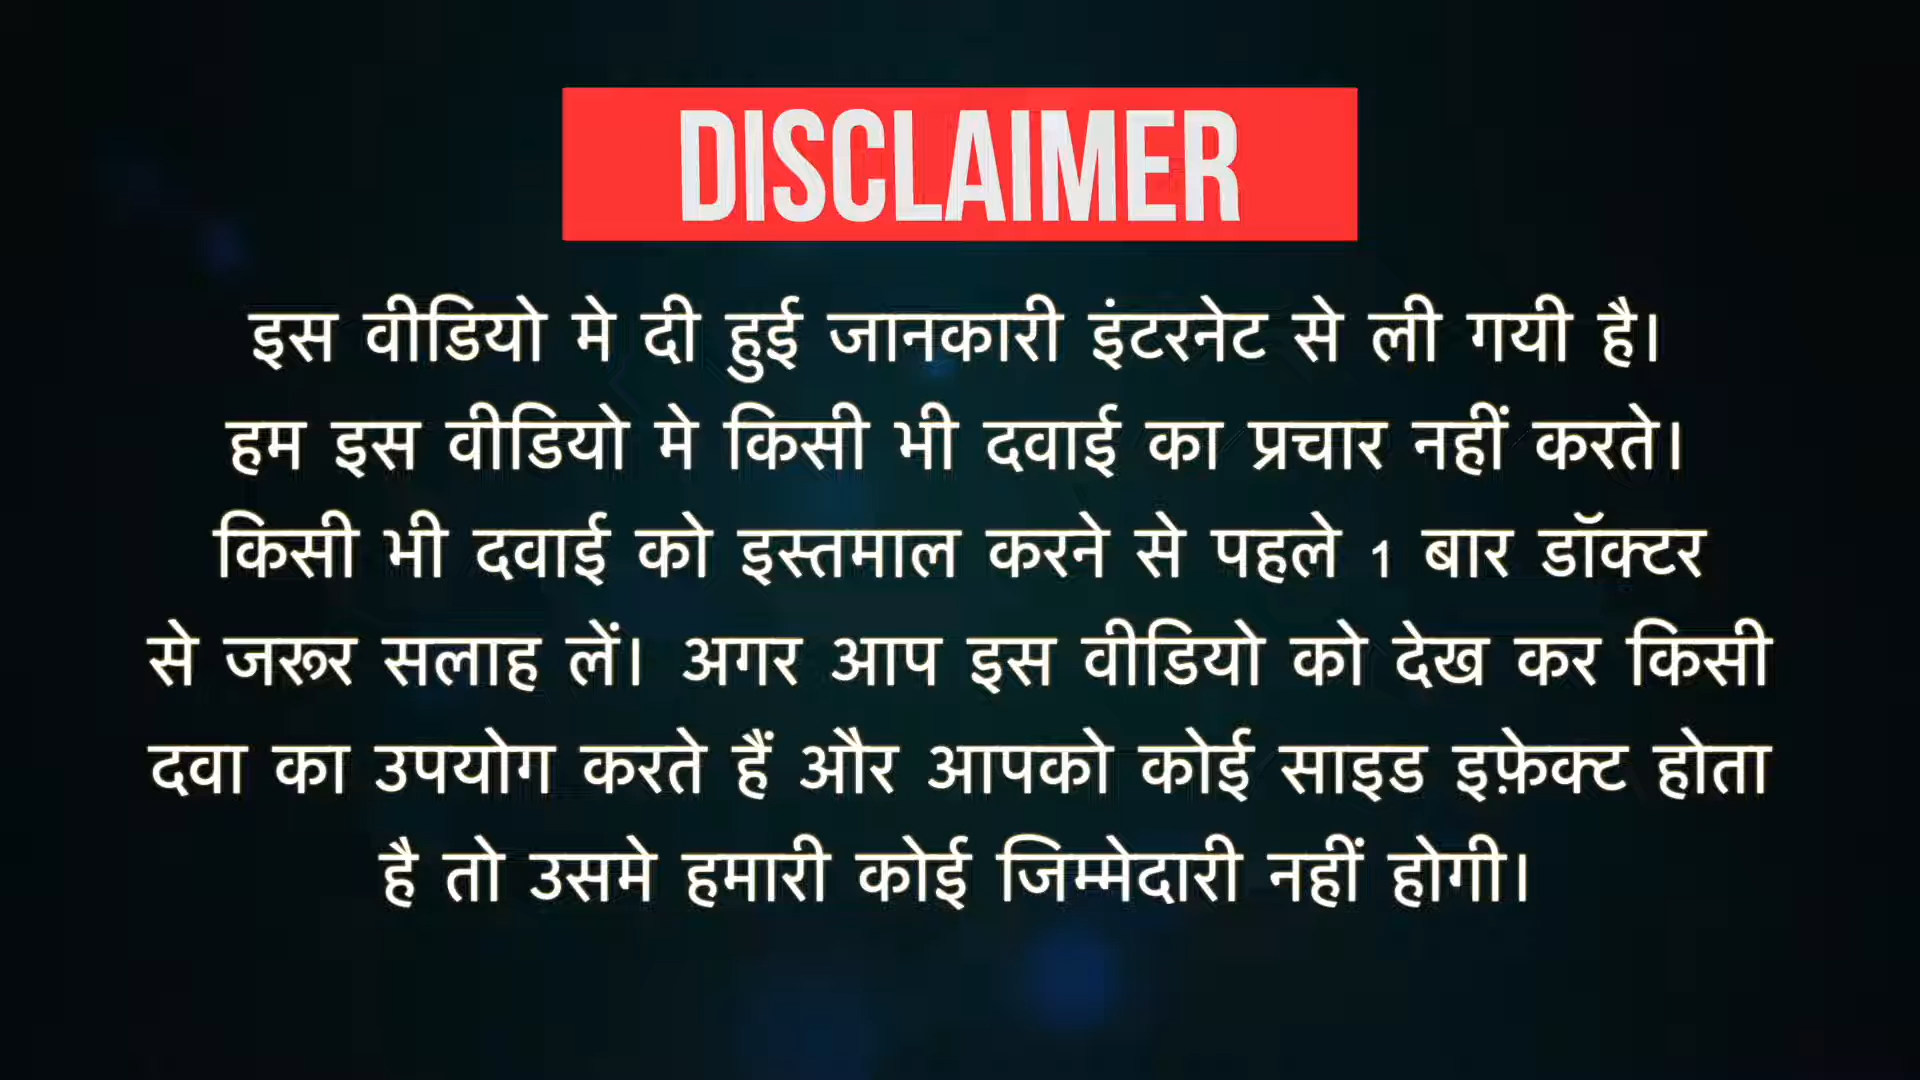 DISCLAIMER
इस वीडियो मे दी हुई जानकारी इंटरनेट से ली गयी है।
हम इस वीडियो मे किसी भी दवाई का प्रचार नहीं करते।
किसी भी दवाई को इस्तमाल करने से पहले 1 बार डॉक्टर
से जरूर सलाह लें। अगर आप इस वीडियो को देख कर किसी
दवा का उपयोग करते हैं और आपको कोई साइड इफ़ेक्ट होता
है तो उसमे हमारी कोई जिम्मेदारी नहीं होगी।